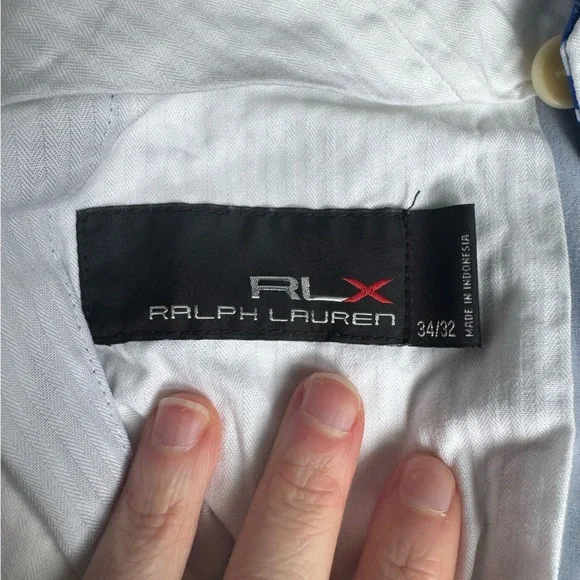 RLX
RALPH LAUREN
34/32
MADE IN INDONESIA